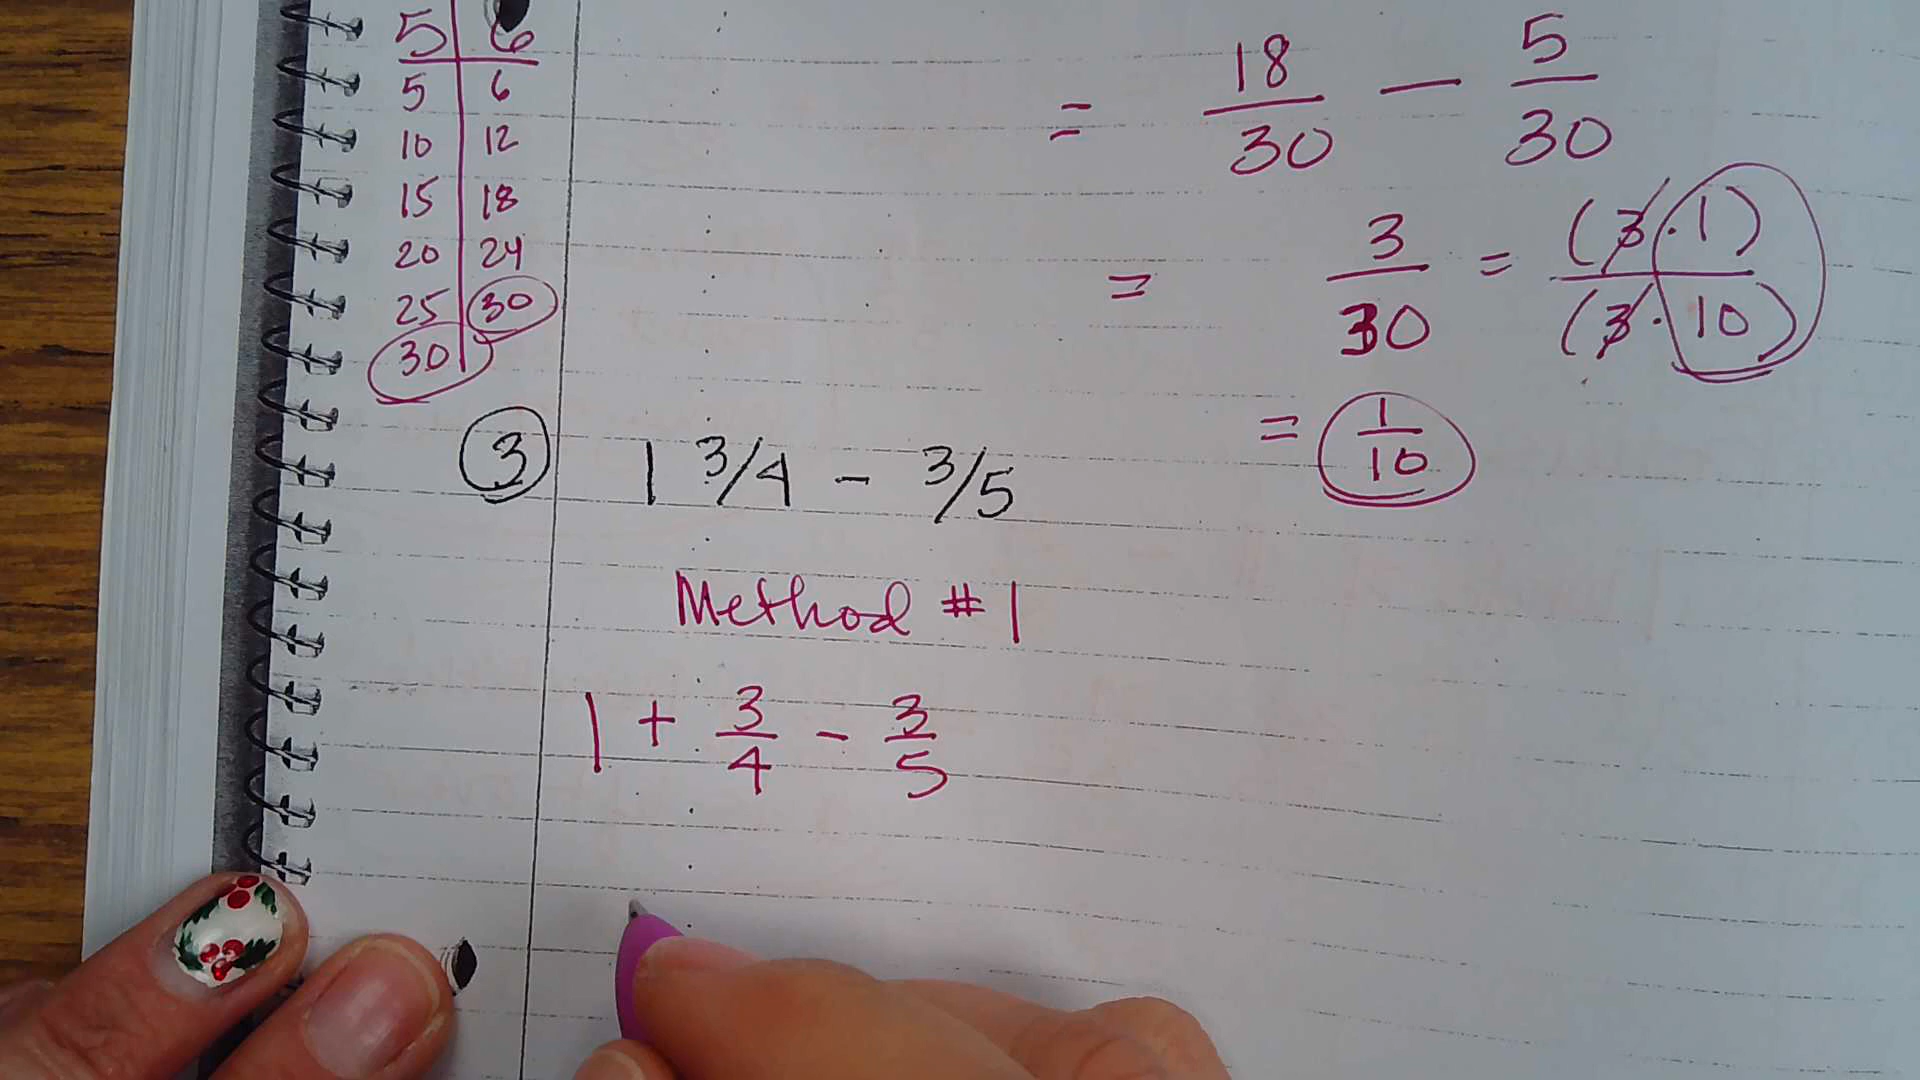 5 | 6
5 | 6
10 | 12
15 | 18
20 | 24
25 | 30
30 |
= 18/30 - 5/30
= 3/30 = (3·1)/(3·10)
= 1/10
3 1 3/4 - 3/5
Method #1
1 + 3/4 - 3/5